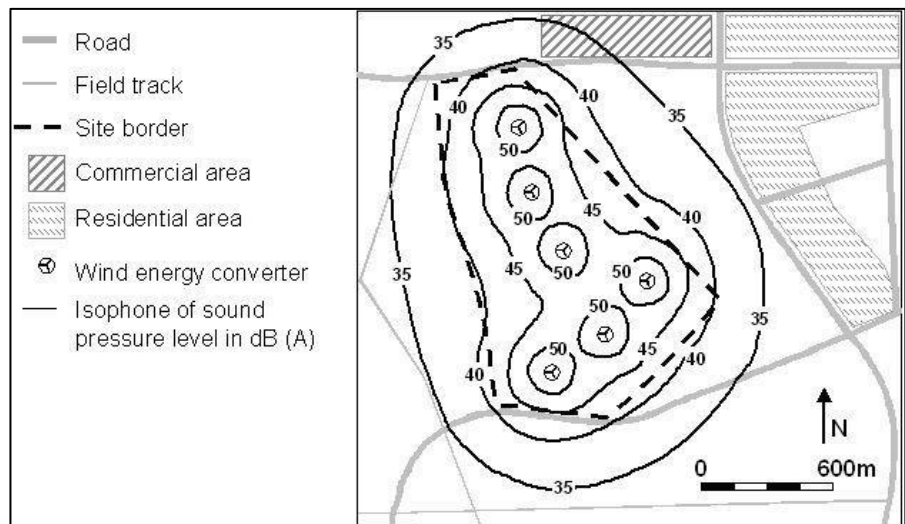 Road
Field track
Site border
Commercial area
Residential area
Wind energy converter
Isophone of sound
pressure level in dB (A)
35
35
40
40
35
50
50
45
40
35
45
50
50
50
35
45
50
40
40
35
N
0 600m